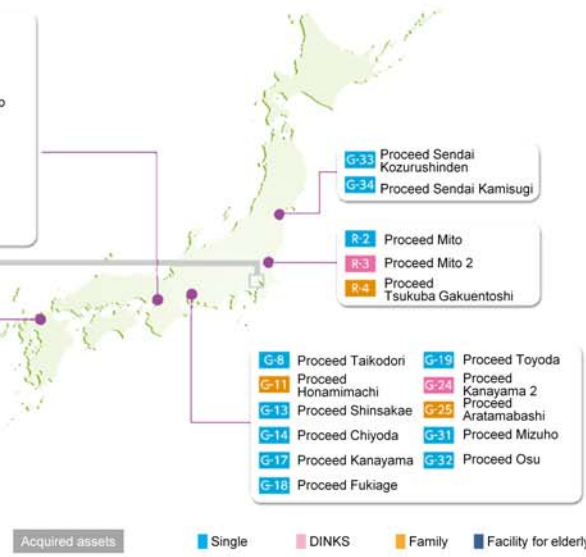 o
G-33 Proceed Sendai
Kozurushinden
G-34 Proceed Sendai Kamisugi
R-2 Proceed Mito
R-3 Proceed Mito 2
R-4 Proceed
Tsukuba Gakuentoshi
G-8 Proceed Taikodori
G-11 Proceed
Honamimachi
G-13 Proceed Shinsakae
G-14 Proceed Chiyoda
G-17 Proceed Kanayama
G-18 Proceed Fukiage
G-19 Proceed Toyoda
G-24 Proceed
Kanayama 2
G-25 Proceed
Aratamabashi
G-31 Proceed Mizuho
G-32 Proceed Osu
Acquired assets
Single
DINKS
Family
Facility for elderly